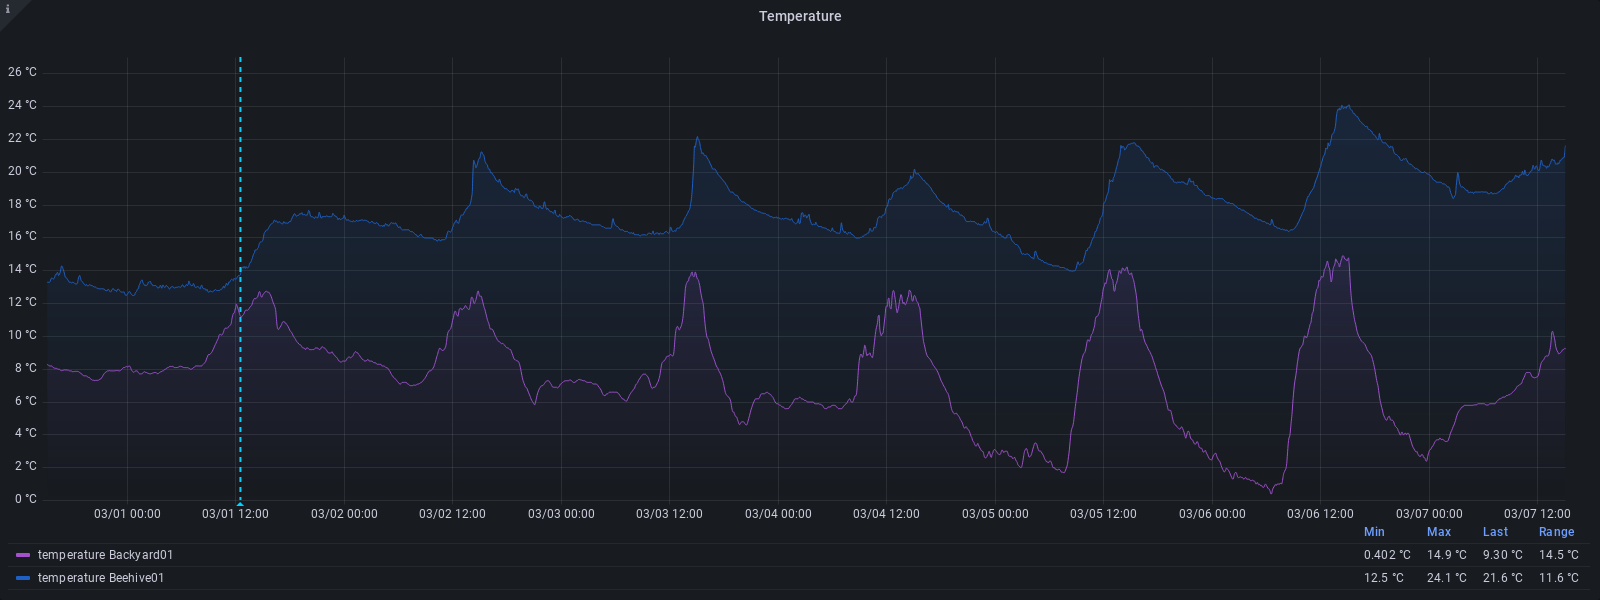 i
Temperature
26 °C
24 °C
22 °C
20 °C
18 °C
16 °C
14 °C
12 °C
10 °C
8 °C
6 °C
4 °C
2 °C
0 °C
03/01 00:00 03/01 12:00 03/02 00:00 03/02 12:00 03/03 00:00 03/03 12:00 03/04 00:00 03/04 12:00 03/05 00:00 03/05 12:00 03/06 00:00 03/06 12:00 03/07 00:00 03/07 12:00
Min Max Last Range
temperature Backyard01 0.402 °C 14.9 °C 9.30 °C 14.5 °C
temperature Beehive01 12.5 °C 24.1 °C 21.6 °C 11.6 °C